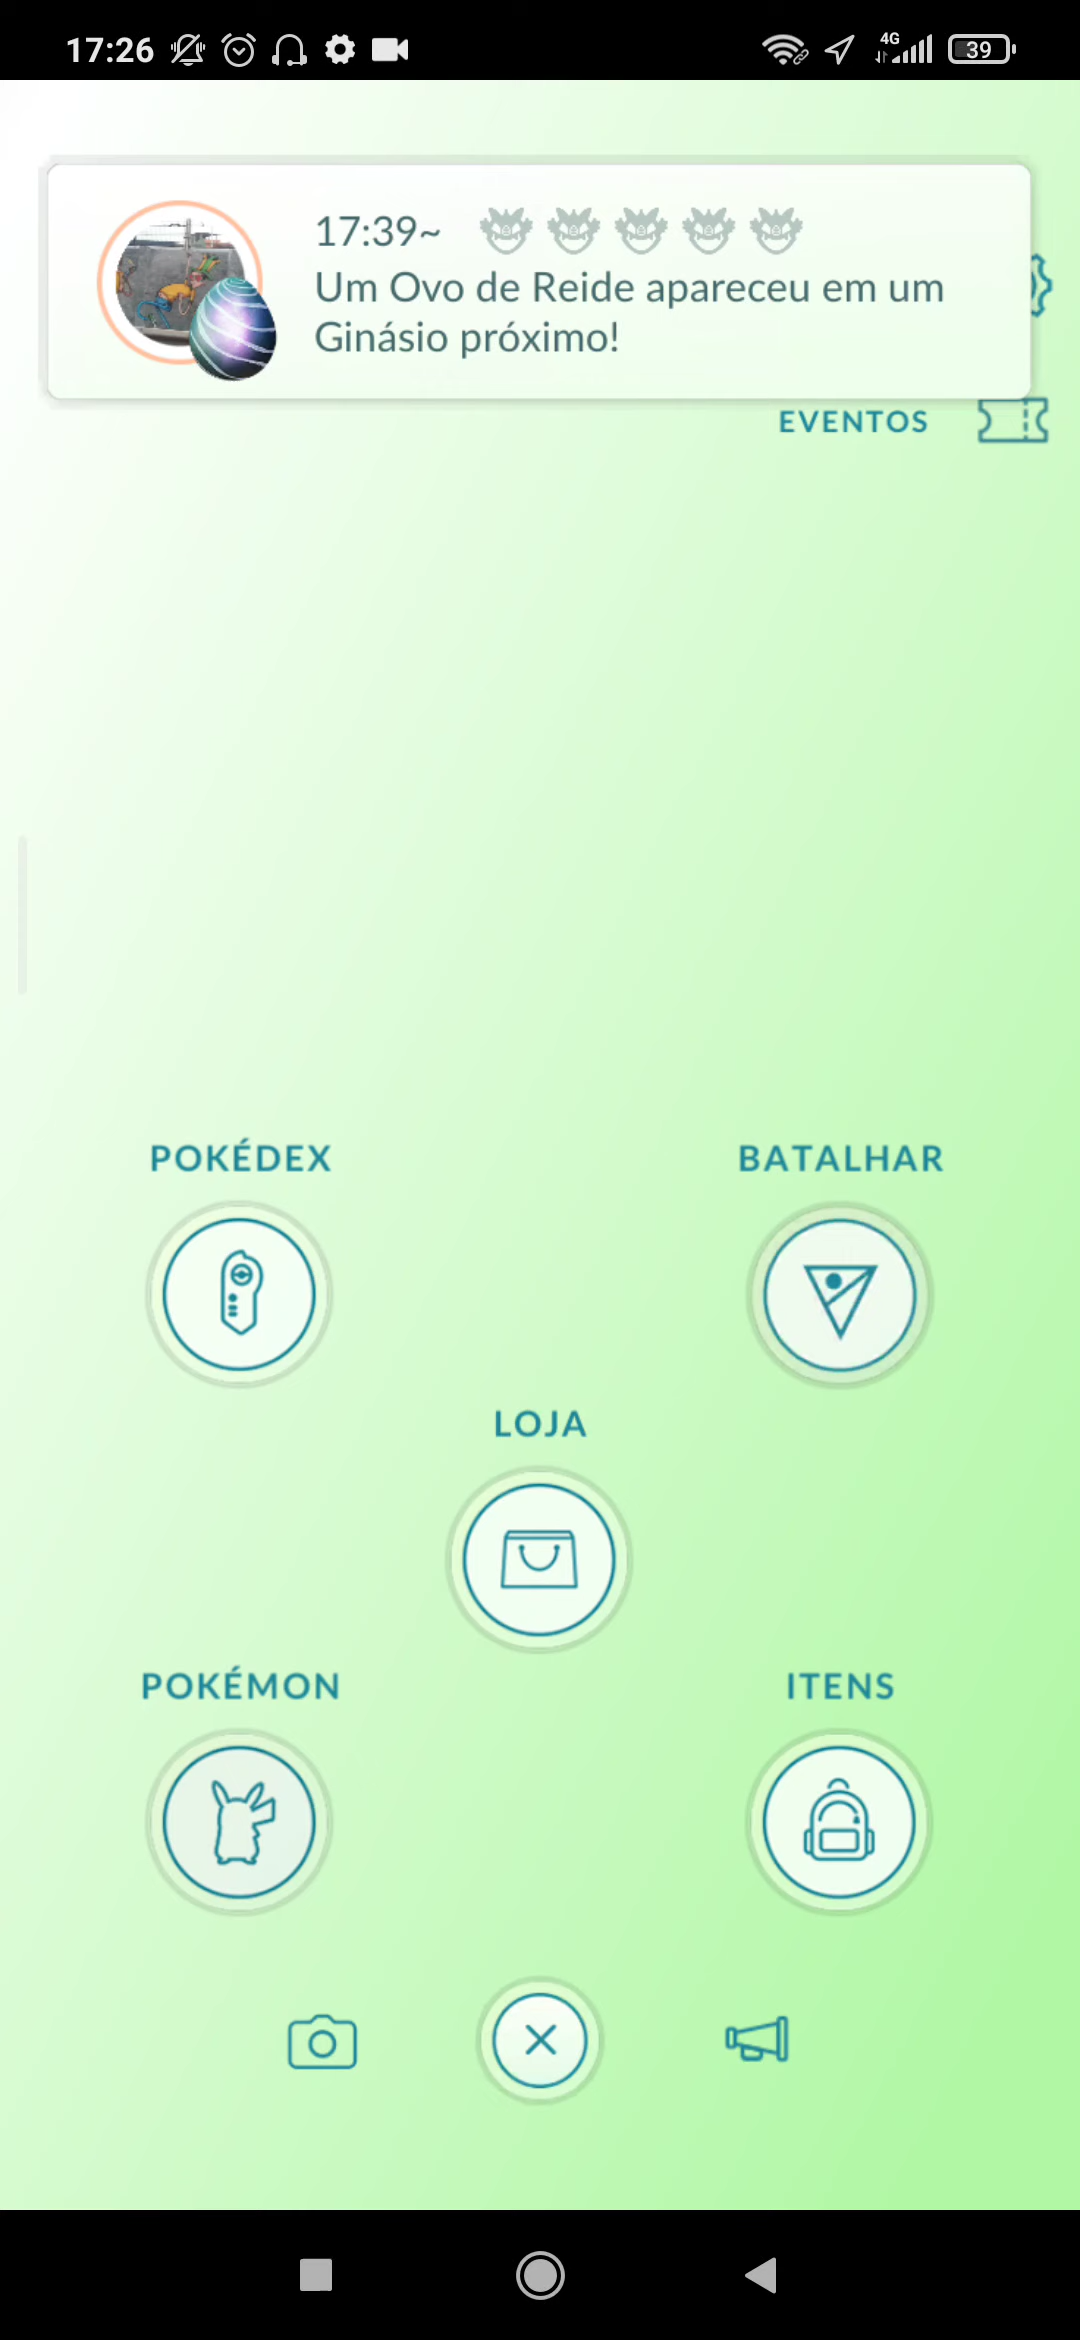 17:26
4G
39
17:39~
Um Ovo de Reide apareceu em um
Ginásio próximo!
EVENTOS
POKÉDEX
BATALHAR
LOJA
POKÉMON
ITENS